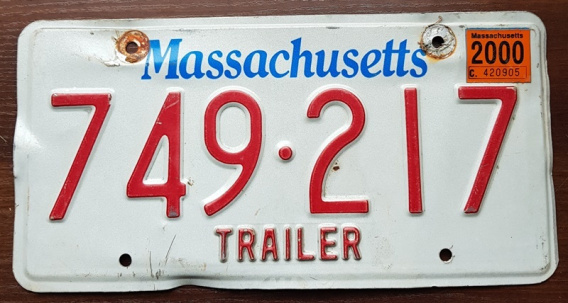 Massachusetts
Massachusetts
2000
C. 420905
749·217
TRAILER